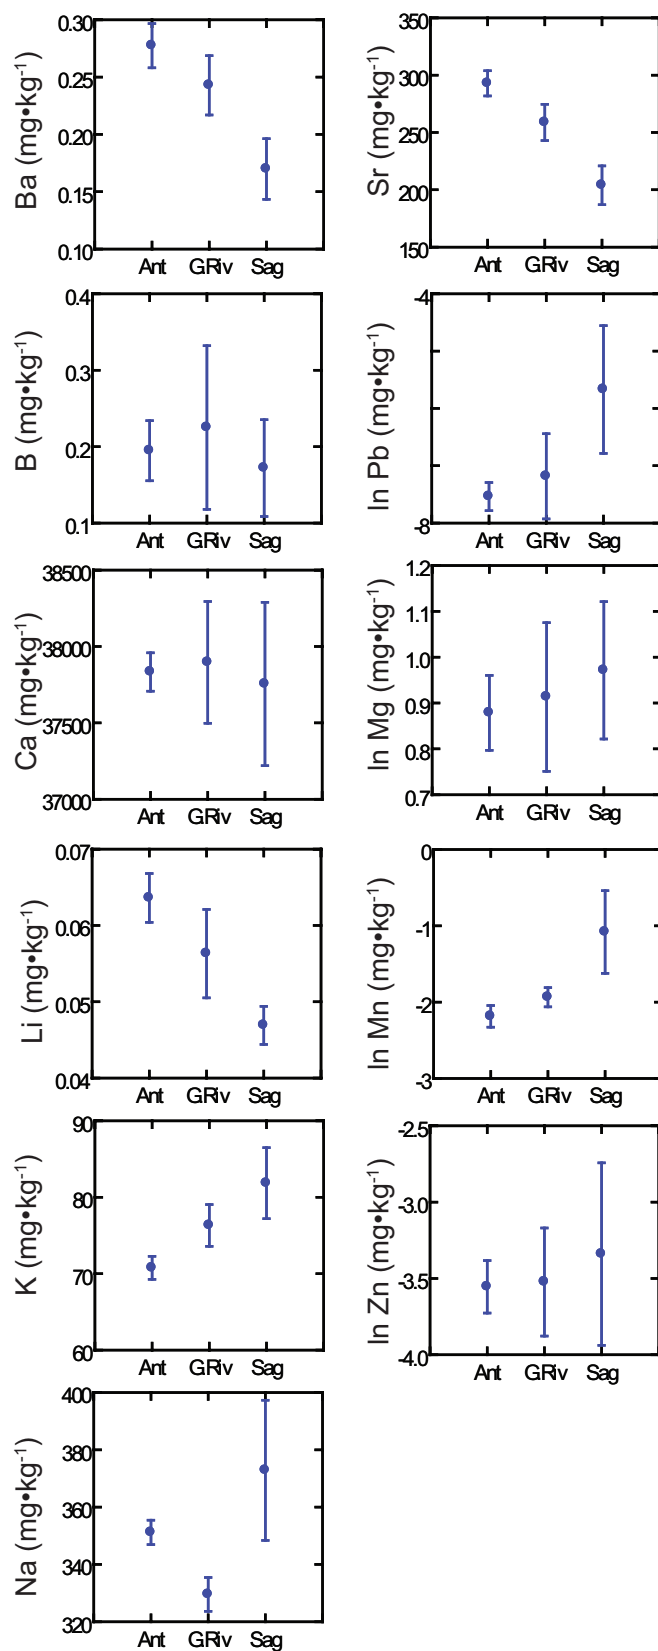 Ba (mg•kg-1)
0.30
0.25
0.20
0.15
0.10
Ant GRiv Sag
Sr (mg•kg-1)
350
300
250
200
150
Ant GRiv Sag
B (mg•kg-1)
0.4
0.3
0.2
0.1
Ant GRiv Sag
ln Pb (mg•kg-1)
-4
-8
Ant GRiv Sag
Ca (mg•kg-1)
38500
38000
37500
37000
Ant GRiv Sag
ln Mg (mg•kg-1)
1.2
1.1
1.0
0.9
0.8
0.7
Ant GRiv Sag
Li (mg•kg-1)
0.07
0.06
0.05
0.04
Ant GRiv Sag
ln Mn (mg•kg-1)
0
-1
-2
-3
Ant GRiv Sag
K (mg•kg-1)
90
80
70
60
Ant GRiv Sag
ln Zn (mg•kg-1)
-2.5
-3.0
-3.5
-4.0
Ant GRiv Sag
Na (mg•kg-1)
400
380
360
340
320
Ant GRiv Sag